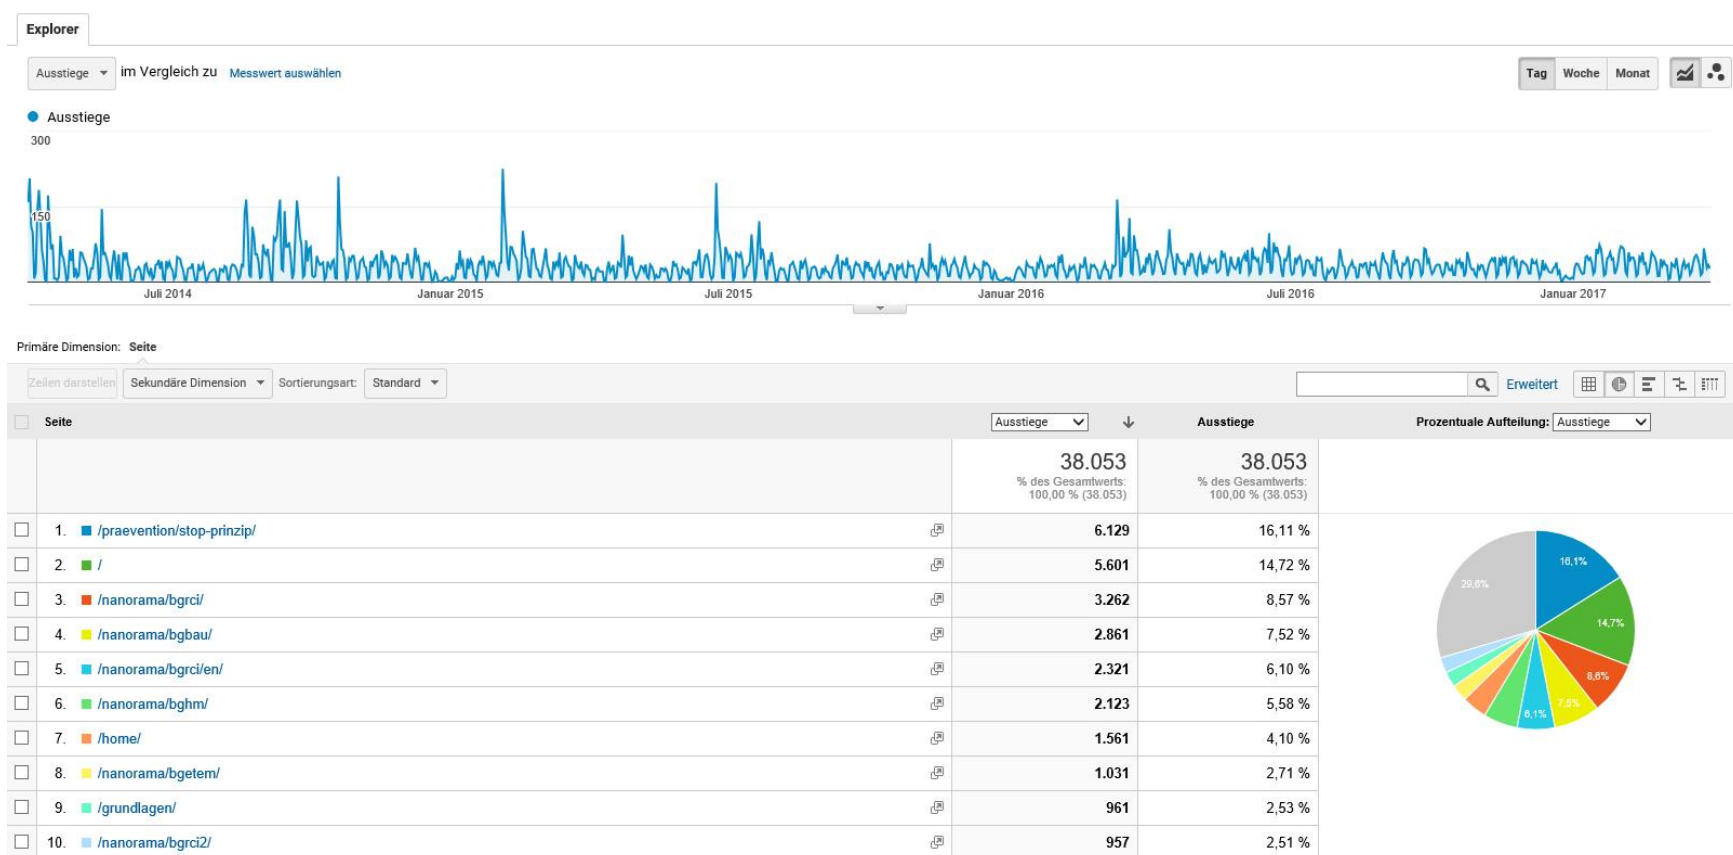 Explorer
Ausstiege im Vergleich zu Messwert auswählen Tag Woche Monat
Ausstiege
300
150
Juli 2014 Januar 2015 Juli 2015 Januar 2016 Juli 2016 Januar 2017
Primäre Dimension: Seite
Zeilen darstellen Sekundäre Dimension Sortierungsart: Standard Erweitert
Seite Ausstiege Ausstiege Prozentuale Aufteilung: Ausstiege
38.053 38.053
% des Gesamtwerts: % des Gesamtwerts:
100,00 % (38.053) 100,00 % (38.053)
1. /praevention/stop-prinzip/ 6.129 16,11 %
2. / 5.601 14,72 %
3. /nanorama/bgrci/ 3.262 8,57 %
4. /nanorama/bgbau/ 2.861 7,52 %
5. /nanorama/bgrci/en/ 2.321 6,10 %
6. /nanorama/bghm/ 2.123 5,58 %
7. /home/ 1.561 4,10 %
8. /nanorama/bgetem/ 1.031 2,71 %
9. /grundlagen/ 961 2,53 %
10. /nanorama/bgrci2/ 957 2,51 %
16,1%
29,6%
14,7%
8,6%
7,5%
6,1%